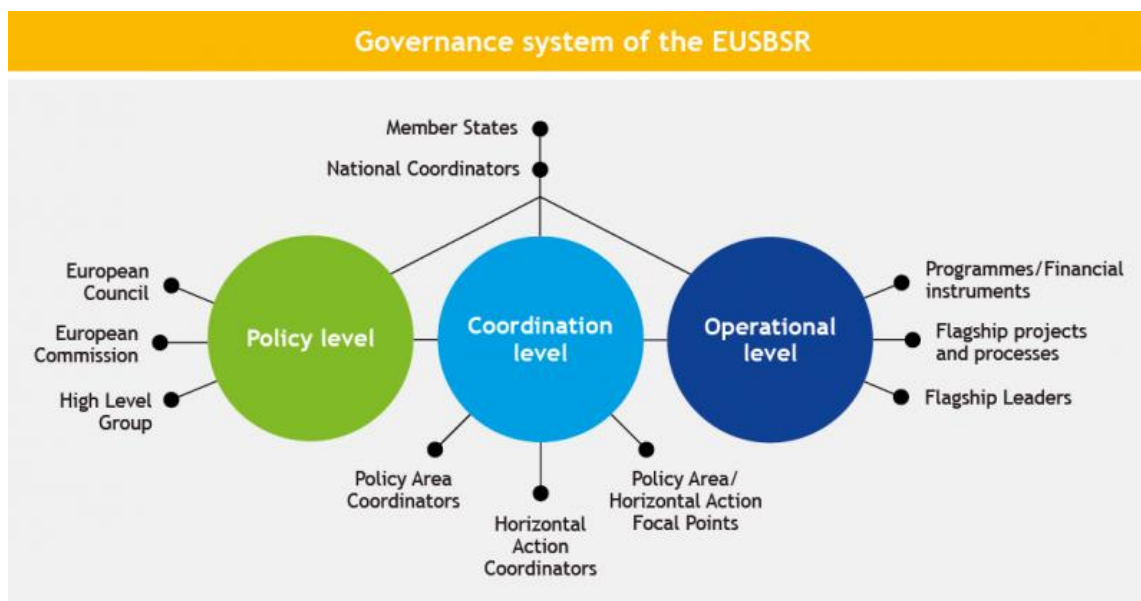 Governance system of the EUSBSR
Member States
National Coordinators
European
Council
European
Commission
High Level
Group
Policy level
Coordination
level
Operational
level
Programmes/Financial
instruments
Flagship projects
and processes
Flagship Leaders
Policy Area
Coordinators
Horizontal
Action
Coordinators
Policy Area/
Horizontal Action
Focal Points